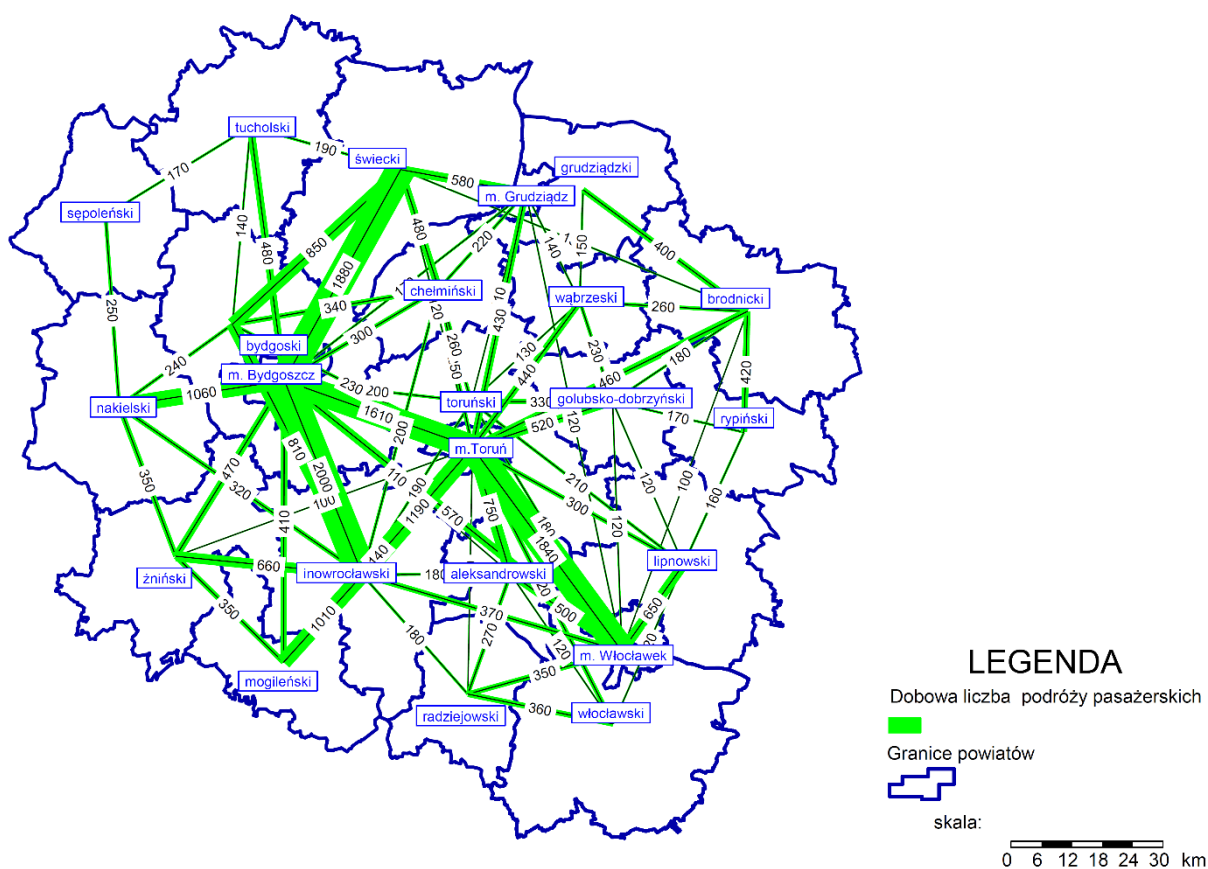 tucholski
190
świecki
170
580
grudziądzki
m. Grudziądz
sępoleński
140
480
850
480
220
140
150
400
1880
250
chełmiński
340
wąbrzeski
260
brodnicki
300
430
10
bygdoski
240
m. Bydgoszcz
260
130
230
180
420
230
200
440
460
1060
nakielski
toruński
330
golubsko-dobrzyński
1610
520
170
rypiński
m.Toruń
810
2000
470
200
120
350
320
110
190
210
120
100
160
100
410
1190
570
750
300
180
1840
120
140
lipnowski
żniński
660
inowrocławski
180
aleksandrowski
20
500
650
350
1010
370
180
270
120
20
m. Włocławek
mogileński
350
radziejowski
360
włocławski
LEGENDA
Dobowa liczba podróży pasażerskich
Granice powiatów
skala:
0 6 12 18 24 30 km